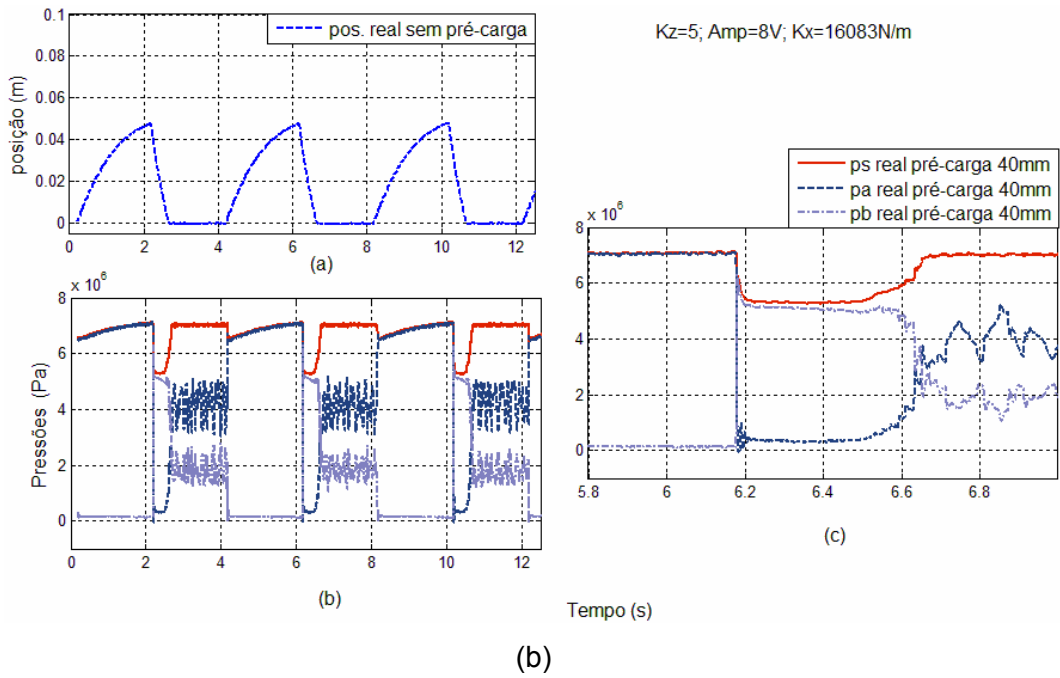 pos. real sem pré-carga
Kz=5; Amp=8V; Kx=16083N/m
0.1
0.08
0.06
0.04
0.02
0
posição (m)
0 2 4 6 8 10 12
(a)
ps real pré-carga 40mm
pa real pré-carga 40mm
pb real pré-carga 40mm
x 10^6
8
6
4
2
0
Pressões (Pa)
0 2 4 6 8 10 12
(b)
x 10^6
8
6
4
2
0
5.8 6 6.2 6.4 6.6 6.8
(c)
Tempo (s)
(b)